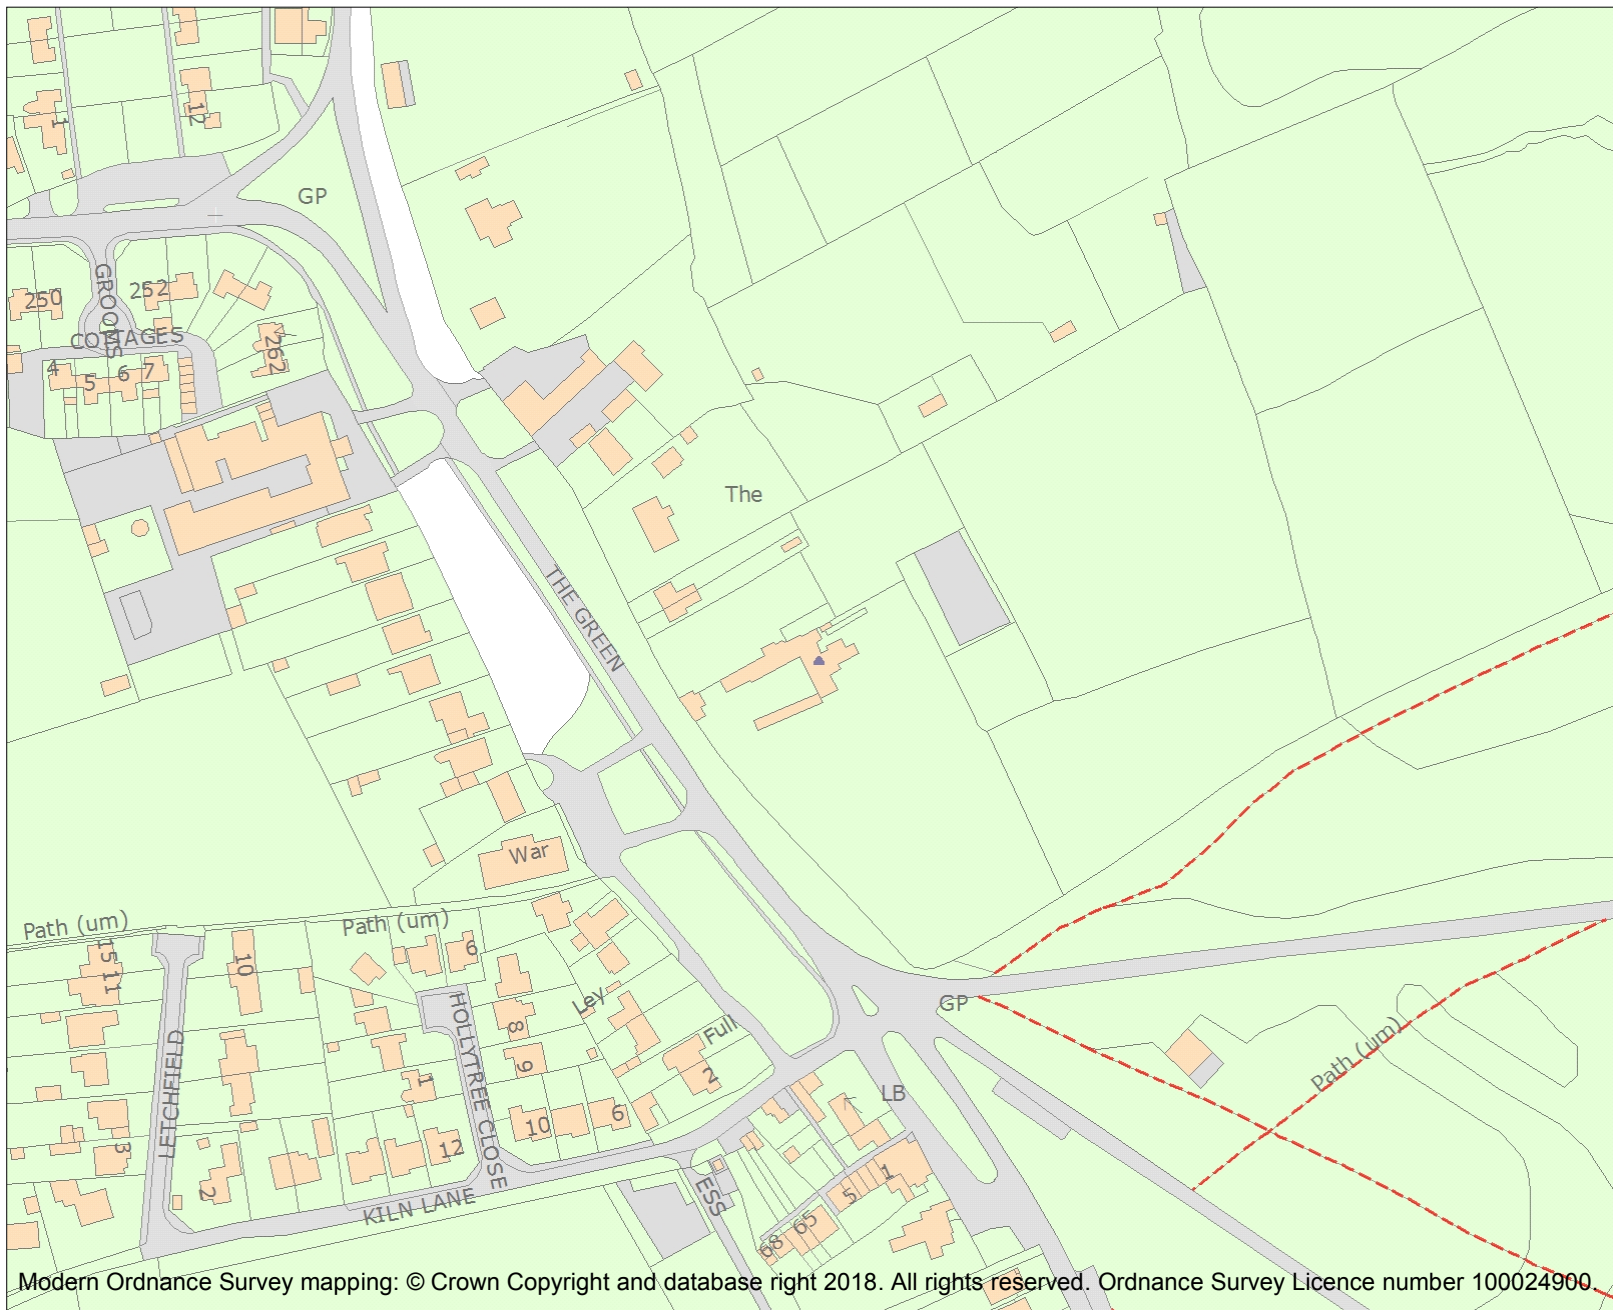 1
12
GP
250
GROOMS
252
COTTAGES
262
4
5
6
7
The
THE GREEN
War
Path (um)
Path (um)
15
11
10
6
Ley
8
Full
GP
9
2
1
LETCHFIELD
HOLLYTREE CLOSE
Path (um)
LB
3
12
10
6
2
KILN LANE
ESS
1
5
65
68
Modern Ordnance Survey mapping: © Crown Copyright and database right 2018. All rights reserved. Ordnance Survey Licence number 100024900.